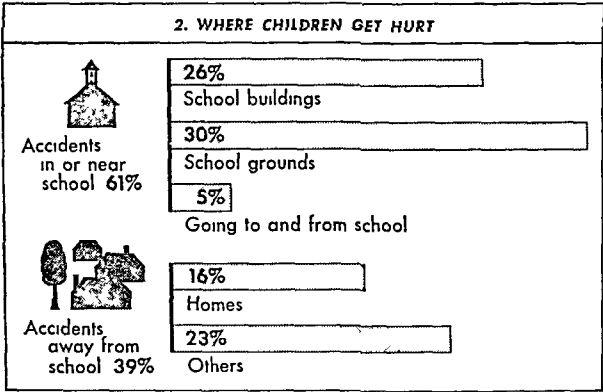 2. WHERE CHILDREN GET HURT
Accidents
in or near
school 61%
26%
School buildings
30%
School grounds
5%
Going to and from school
Accidents
away from
school 39%
16%
Homes
23%
Others